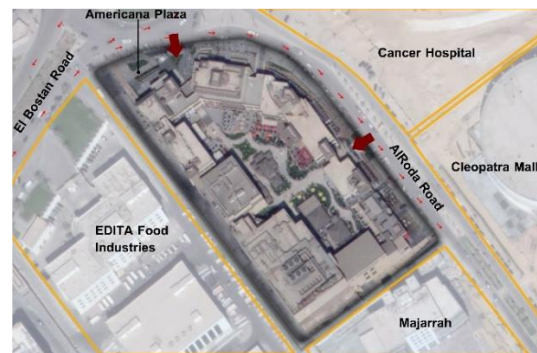 Americana Plaza
El Bostan Road
Cancer Hospital
AlRoda Road
Cleopatra Mall
EDITA Food
Industries
Majarrah